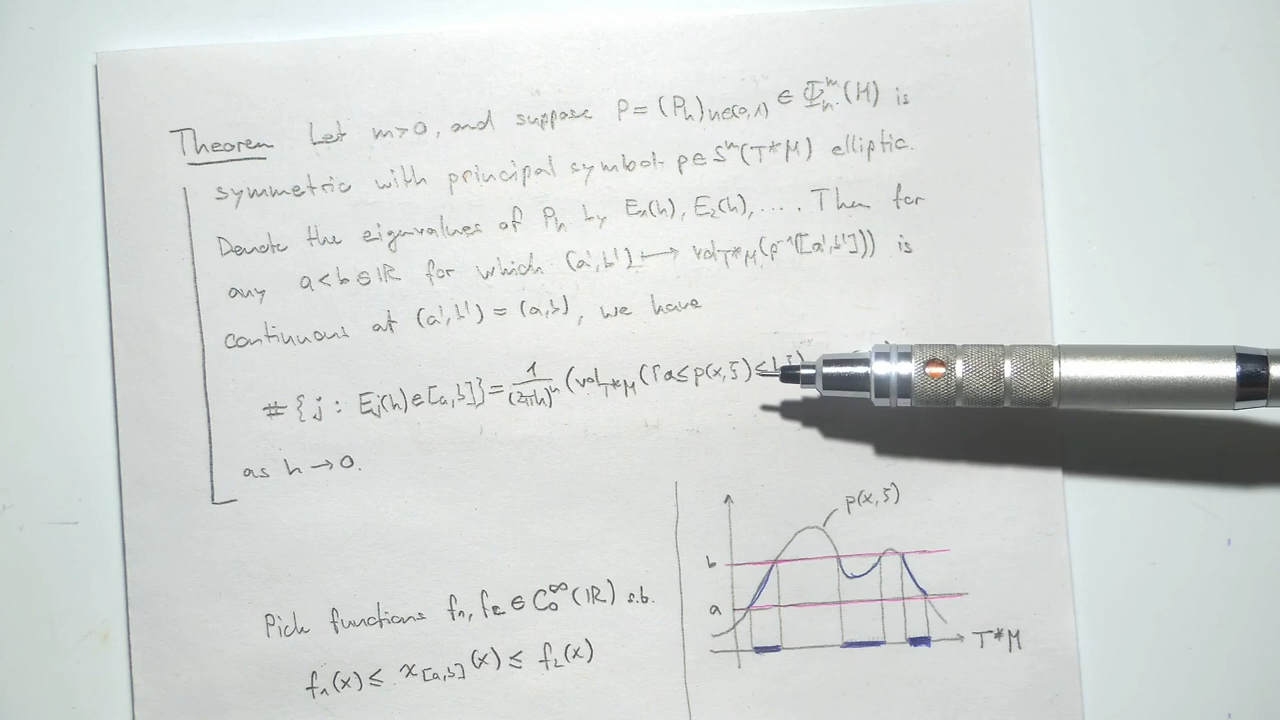 Theorem Let m>0, and suppose P = (P_h)_{h∈(0,1)} ∈ Ψ_h^m(M) is
symmetric with principal symbol p∈S^m(T*M) elliptic.
Denote the eigenvalues of P_h by E_1(h), E_2(h), .... Then for
any a<b∈ℝ for which (a',b') ↦ vol_{T*M}(p^{-1}([a',b'])) is
continuous at (a',b') = (a,b), we have
#{j : E_j(h)∈[a,b]} = 1/(2πh)^n (vol_{T*M}({a≤p(x,ξ)≤b})
as h→0.
Pick functions f_1, f_2 ∈ C_0^∞(ℝ) s.t.
f_1(x) ≤ χ_{[a,b]}(x) ≤ f_2(x)
p(x,ξ)
b
a
T*M